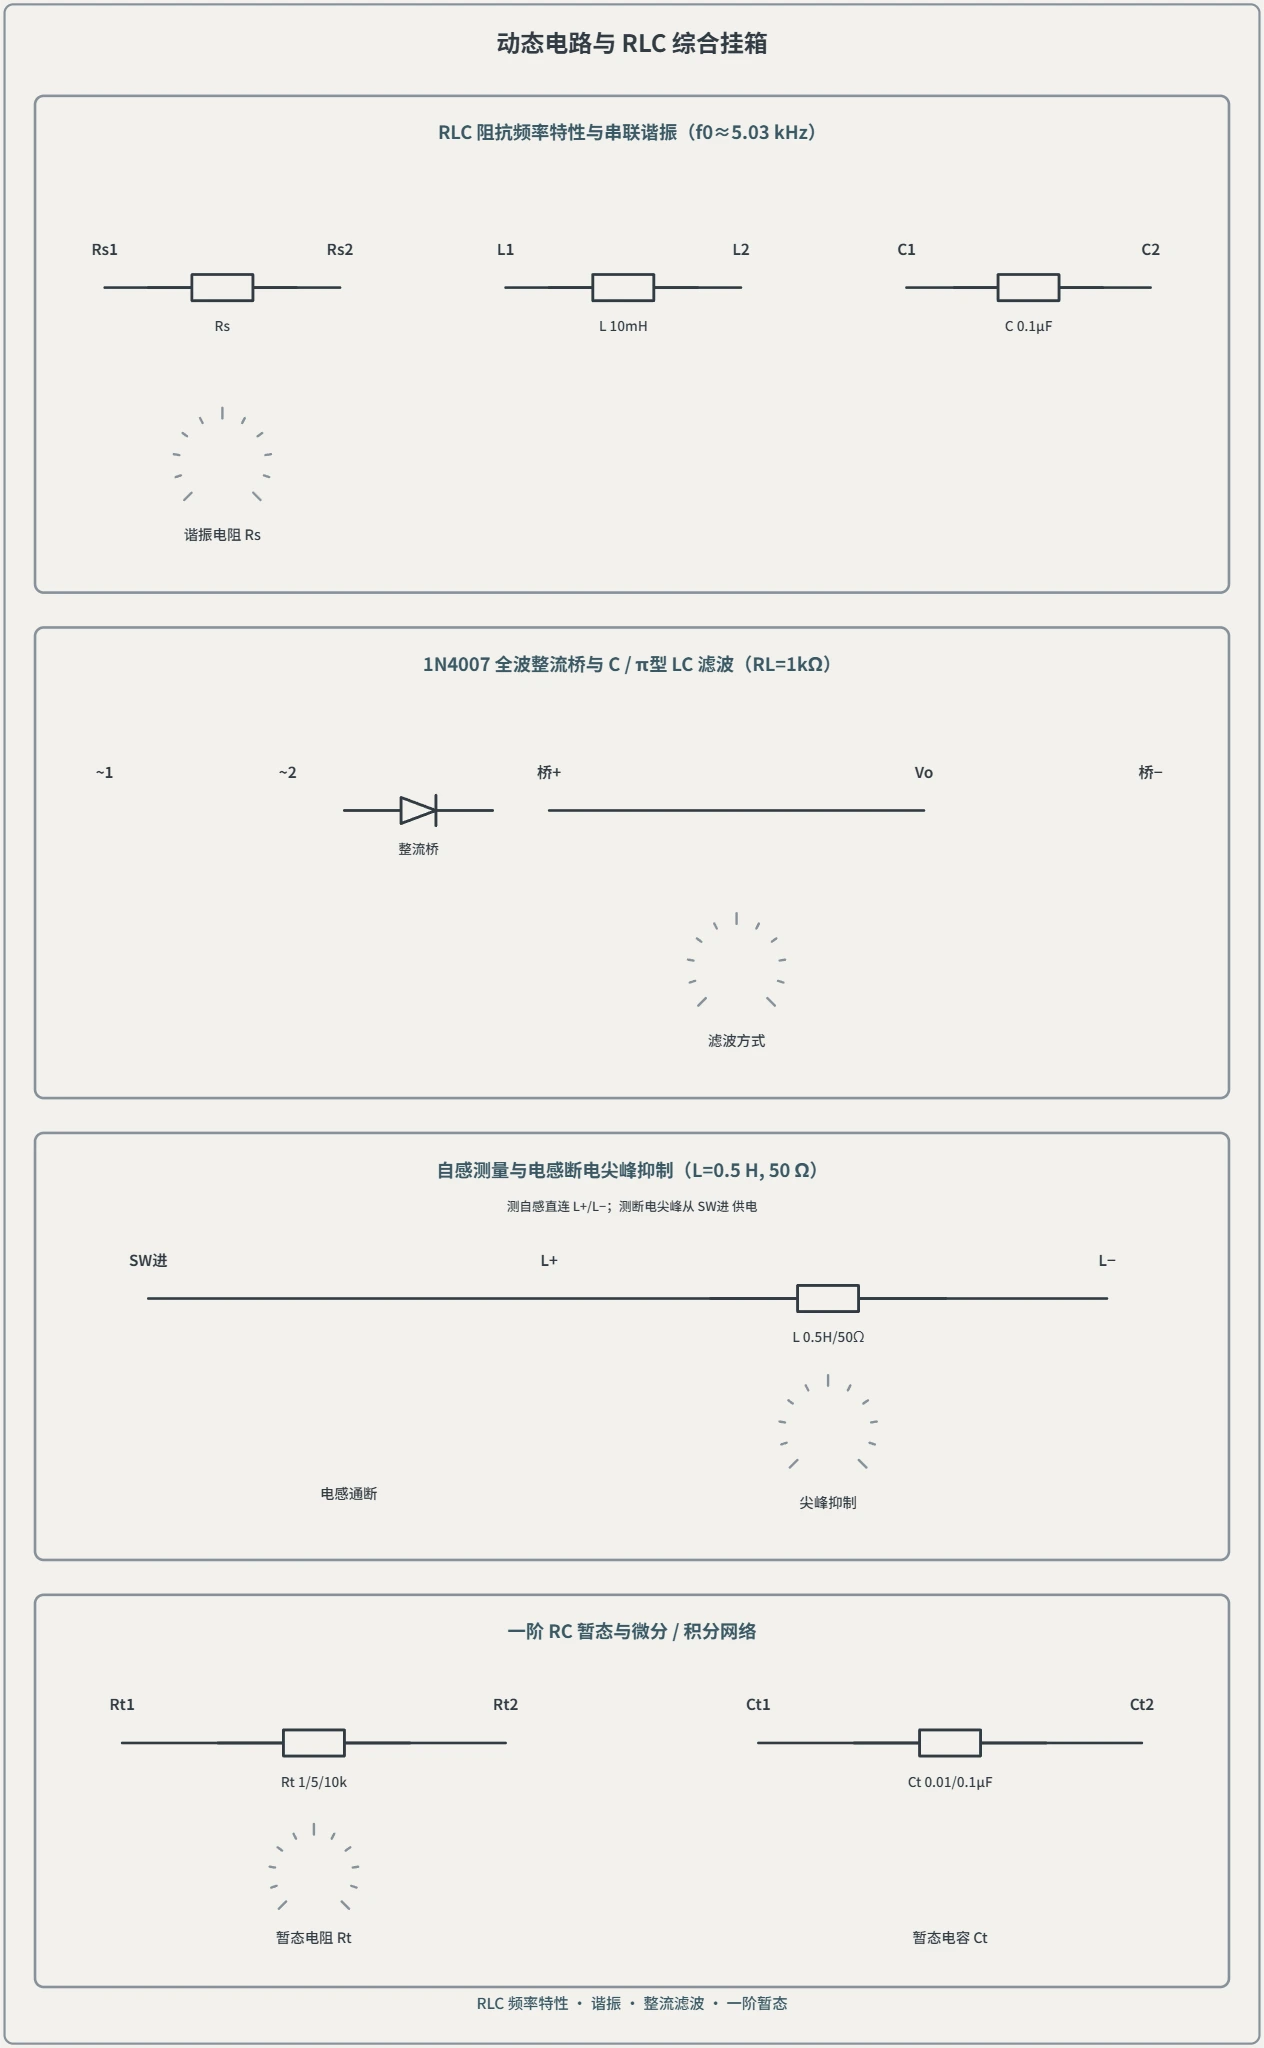 动态电路与 RLC 综合挂箱
RLC 阻抗频率特性与串联谐振（f0≈5.03 kHz）
Rs1 Rs2 L1 L2 C1 C2
Rs L 10mH C 0.1μF
谐振电阻 Rs
1N4007 全波整流桥与 C / π型 LC 滤波（RL=1kΩ）
~1 ~2 桥+ Vo 桥−
整流桥
滤波方式
自感测量与电感断电尖峰抑制（L=0.5 H, 50 Ω）
测自感直连 L+/L−；测断电尖峰从 SW进 供电
SW进 L+ L−
L 0.5H/50Ω
电感通断 尖峰抑制
一阶 RC 暂态与微分 / 积分网络
Rt1 Rt2 Ct1 Ct2
Rt 1/5/10k Ct 0.01/0.1μF
暂态电阻 Rt 暂态电容 Ct
RLC 频率特性 · 谐振 · 整流滤波 · 一阶暂态